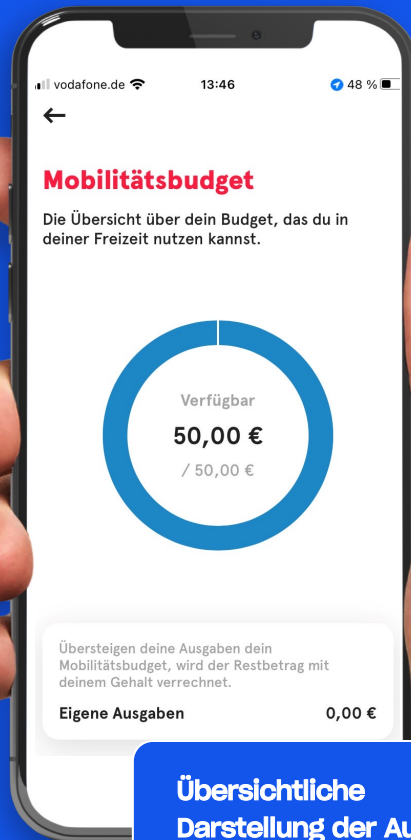 vodafone.de
13:46
48 %
Mobilitätsbudget
Die Übersicht über dein Budget, das du in
deiner Freizeit nutzen kannst.
Verfügbar
50,00 €
/ 50,00 €
Übersteigen deine Ausgaben dein
Mobilitätsbudget, wird der Restbetrag mit
deinem Gehalt verrechnet.
Eigene Ausgaben 0,00 €
Übersichtliche
Darstellung der